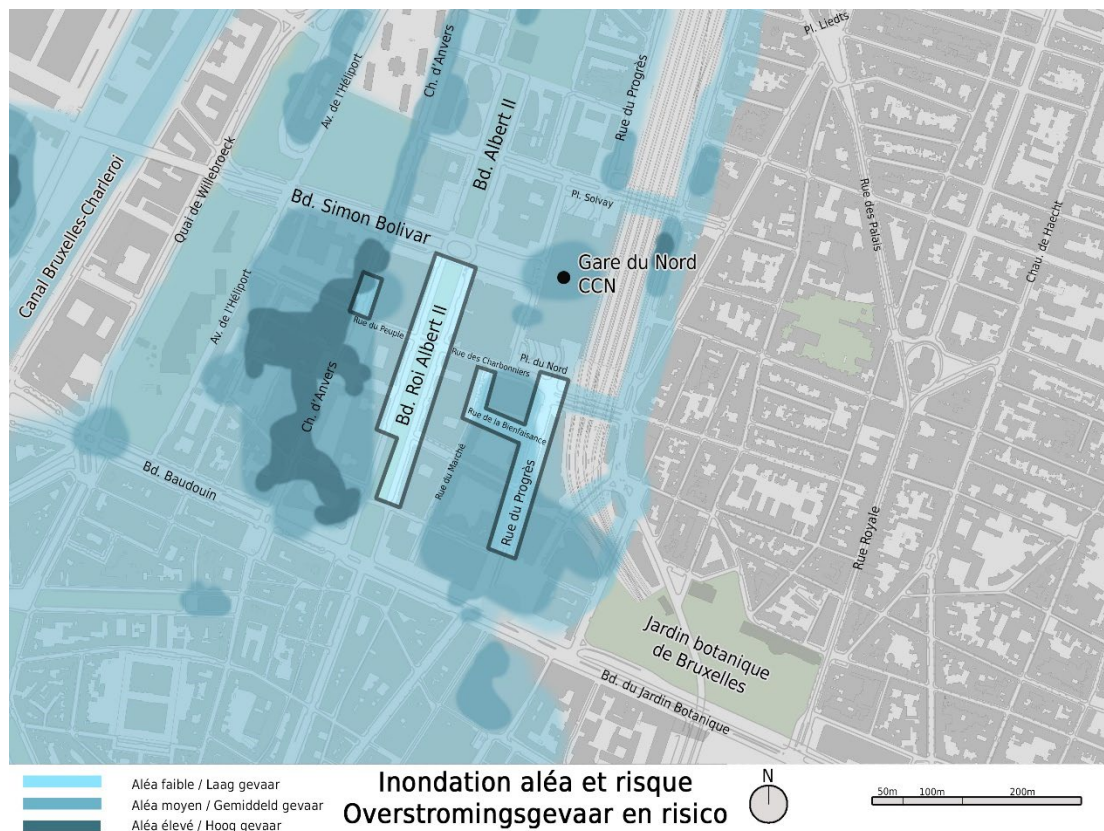 Pl. Liedts
Ch. d'Anvers
Av. de l'Héliport
Rue du Progrès
Bd. Albert II
Canal Bruxelles-Charleroi
Quai de Willebroeck
Rue des Palais
Pl. Solvay
Bd. Simon Bolivar
Chau. de Haecht
Gare du Nord
CCN
Av. de l'Héliport
Rue du Peuple
Bd. Roi Albert II
Rue des Charbonniers
Pl. du Nord
Ch. d'Anvers
Rue de la Bienfaisance
Rue du Marché
Bd. Baudouin
Rue du Progrès
Rue Royale
Jardin botanique
de Bruxelles
Bd. du Jardin Botanique
Aléa faible / Laag gevaar
Aléa moyen / Gemiddeld gevaar
Aléa élevé / Hoog gevaar
Inondation aléa et risque
Overstromingsgevaar en risico
N
50m 100m 200m